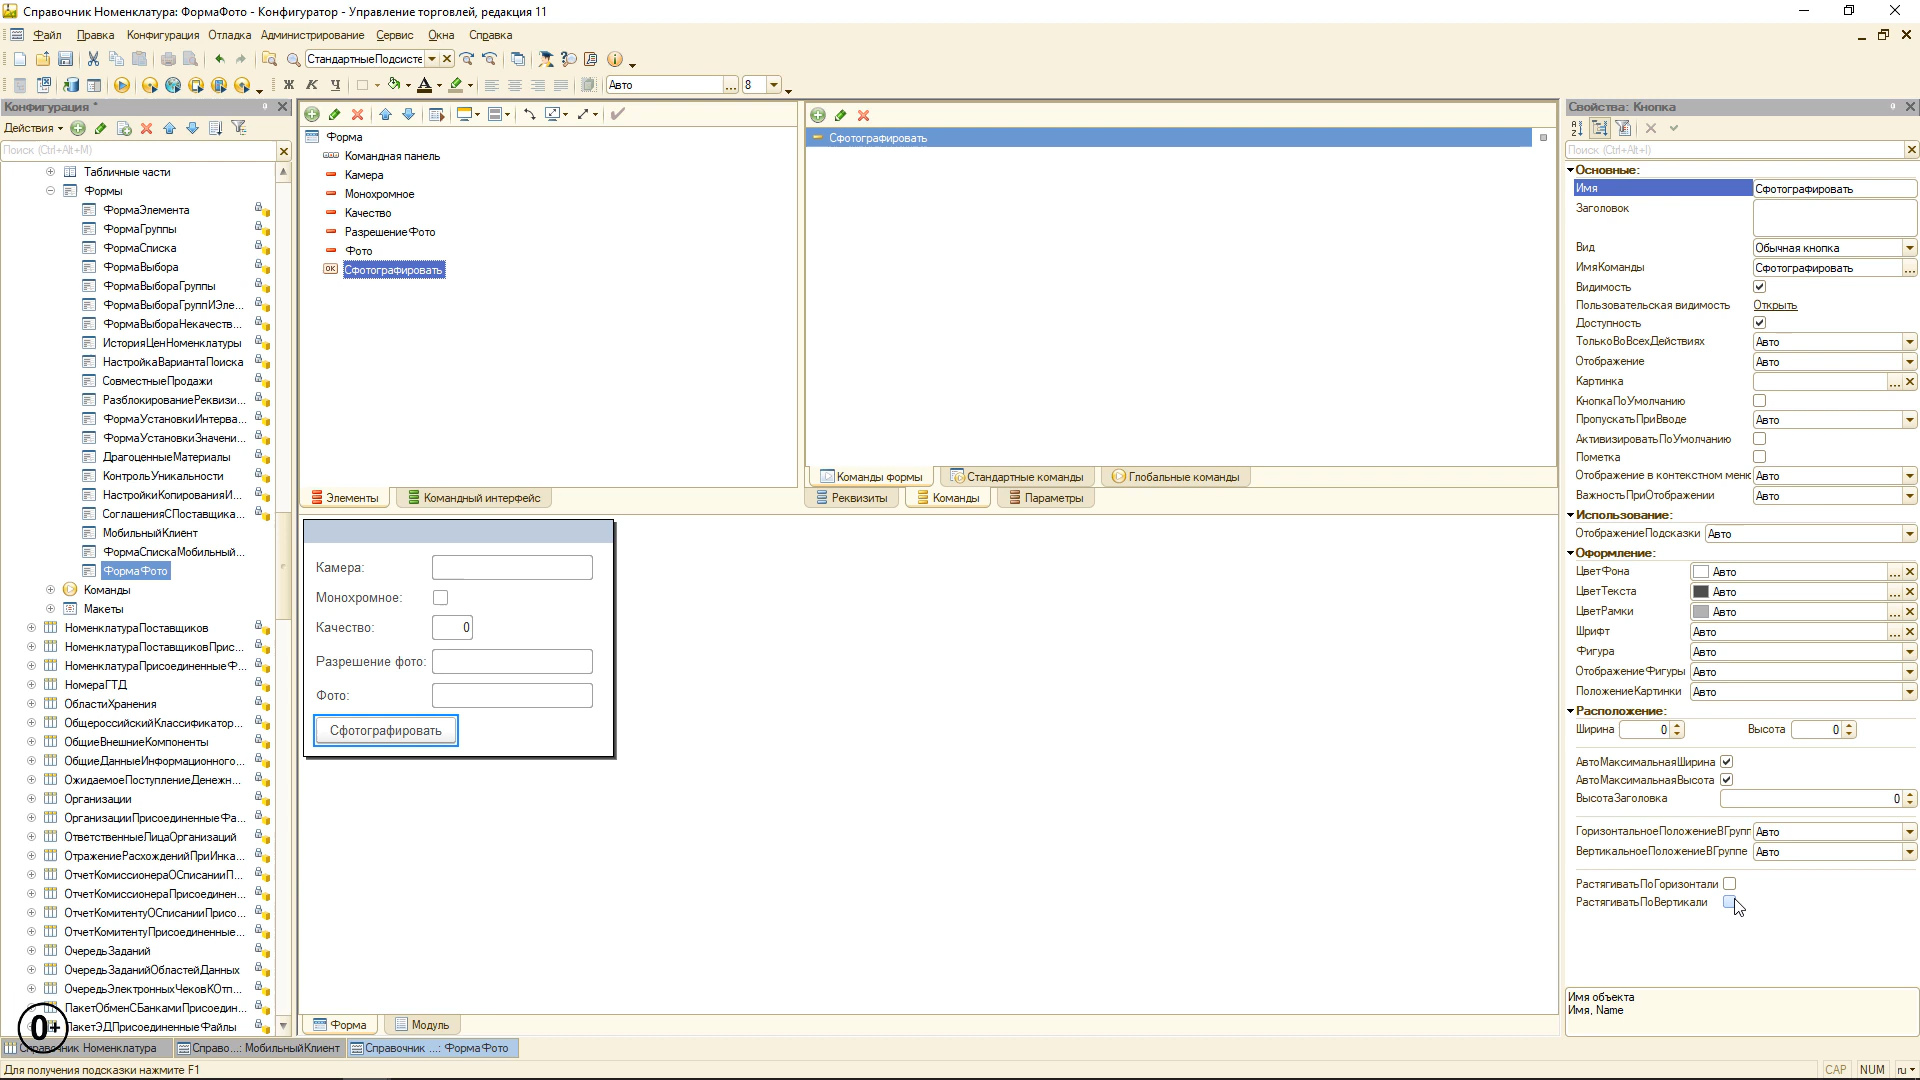 Справочник Номенклатура: ФормаФото - Конфигуратор - Управление торговлей, редакция 11
Файл Правка Конфигурация Отладка Администрирование Сервис Окна Справка
СтандартныеПодсисте
Ж К Ч А Авто ... 8
Конфигурация *
Действия
Поиск (Ctrl+Alt+M)
Табличные части
Формы
ФормаЭлемента
ФормаГруппы
ФормаСписка
ФормаВыбора
ФормаВыбораГруппы
ФормаВыбораГруппИЭле...
ФормаВыбораНекачеств...
ИсторияЦенНоменклатуры
НастройкаВариантаПоиска
СовместныеПродажи
РазблокированиеРеквизи...
ФормаУстановкиИнтерва...
ФормаУстановкиЗначени...
ДрагоценныеМатериалы
КонтрольУникальности
НастройкиКопированияИ...
СоглашенияСПоставщика...
МобильныйКлиент
ФормаСпискаМобильный...
ФормаФото
Команды
Макеты
НоменклатураПоставщиков
НоменклатураПоставщиковПрис...
НоменклатураПрисоединенныеФ...
НомераГТД
ОбластиХранения
ОбщероссийскийКлассификатор...
ОбщиеВнешниеКомпоненты
ОбщиеДанныеИнформационного...
ОжидаемоеПоступлениеДенежн...
Организации
ОрганизацииПрисоединенныеФа...
ОтветственныеЛицаОрганизаций
ОтражениеРасхожденийПриИнка...
ОтчетКомиссионераОСписанииП...
ОтчетКомиссионераПрисоединен...
ОтчетКомитентуОСписанииПрисо...
ОтчетКомитентуПрисоединенные...
ОчередьЗаданий
ОчередьЗаданийОбластейДанных
ОчередьЭлектронныхЧековКОтп...
ПакетОбменСБанкамиПрисоедин...
ПакетЭДПрисоединенныеФайлы
0+
Форма
Командная панель
Камера
Монохромное
Качество
РазрешениеФото
Фото
OK Сфотографировать
Элементы Командный интерфейс
Сфотографировать
Команды формы Стандартные команды Глобальные команды
Реквизиты Команды Параметры
Камера:
Монохромное:
Качество: 0
Разрешение фото:
Фото:
Сфотографировать
Форма Модуль
Свойства: Кнопка
Поиск (Ctrl+Alt+I)
Основные:
Имя Сфотографировать
Заголовок
Вид Обычная кнопка
ИмяКоманды Сфотографировать ...
Видимость
Пользовательская видимость Открыть
Доступность
ТолькоВоВсехДействиях Авто
Отображение Авто
Картинка ...
КнопкаПоУмолчанию
ПропускатьПриВводе Авто
АктивизироватьПоУмолчанию
Пометка
Отображение в контекстном меню Авто
ВажностьПриОтображении Авто
Использование:
ОтображениеПодсказки Авто
Оформление:
ЦветФона Авто ...
ЦветТекста Авто ...
ЦветРамки Авто ...
Шрифт Авто ...
Фигура Авто
ОтображениеФигуры Авто
ПоложениеКартинки Авто
Расположение:
Ширина 0 Высота 0
АвтоМаксимальнаяШирина
АвтоМаксимальнаяВысота
ВысотаЗаголовка 0
ГоризонтальноеПоложениеВГрупп Авто
ВертикальноеПоложениеВГруппе Авто
РастягиватьПоГоризонтали
РастягиватьПоВертикали
Имя объекта
Имя, Name
Справочник Номенклатура Справо...: МобильныйКлиент Справочник ...: ФормаФото
Для получения подсказки нажмите F1 CAP NUM ru